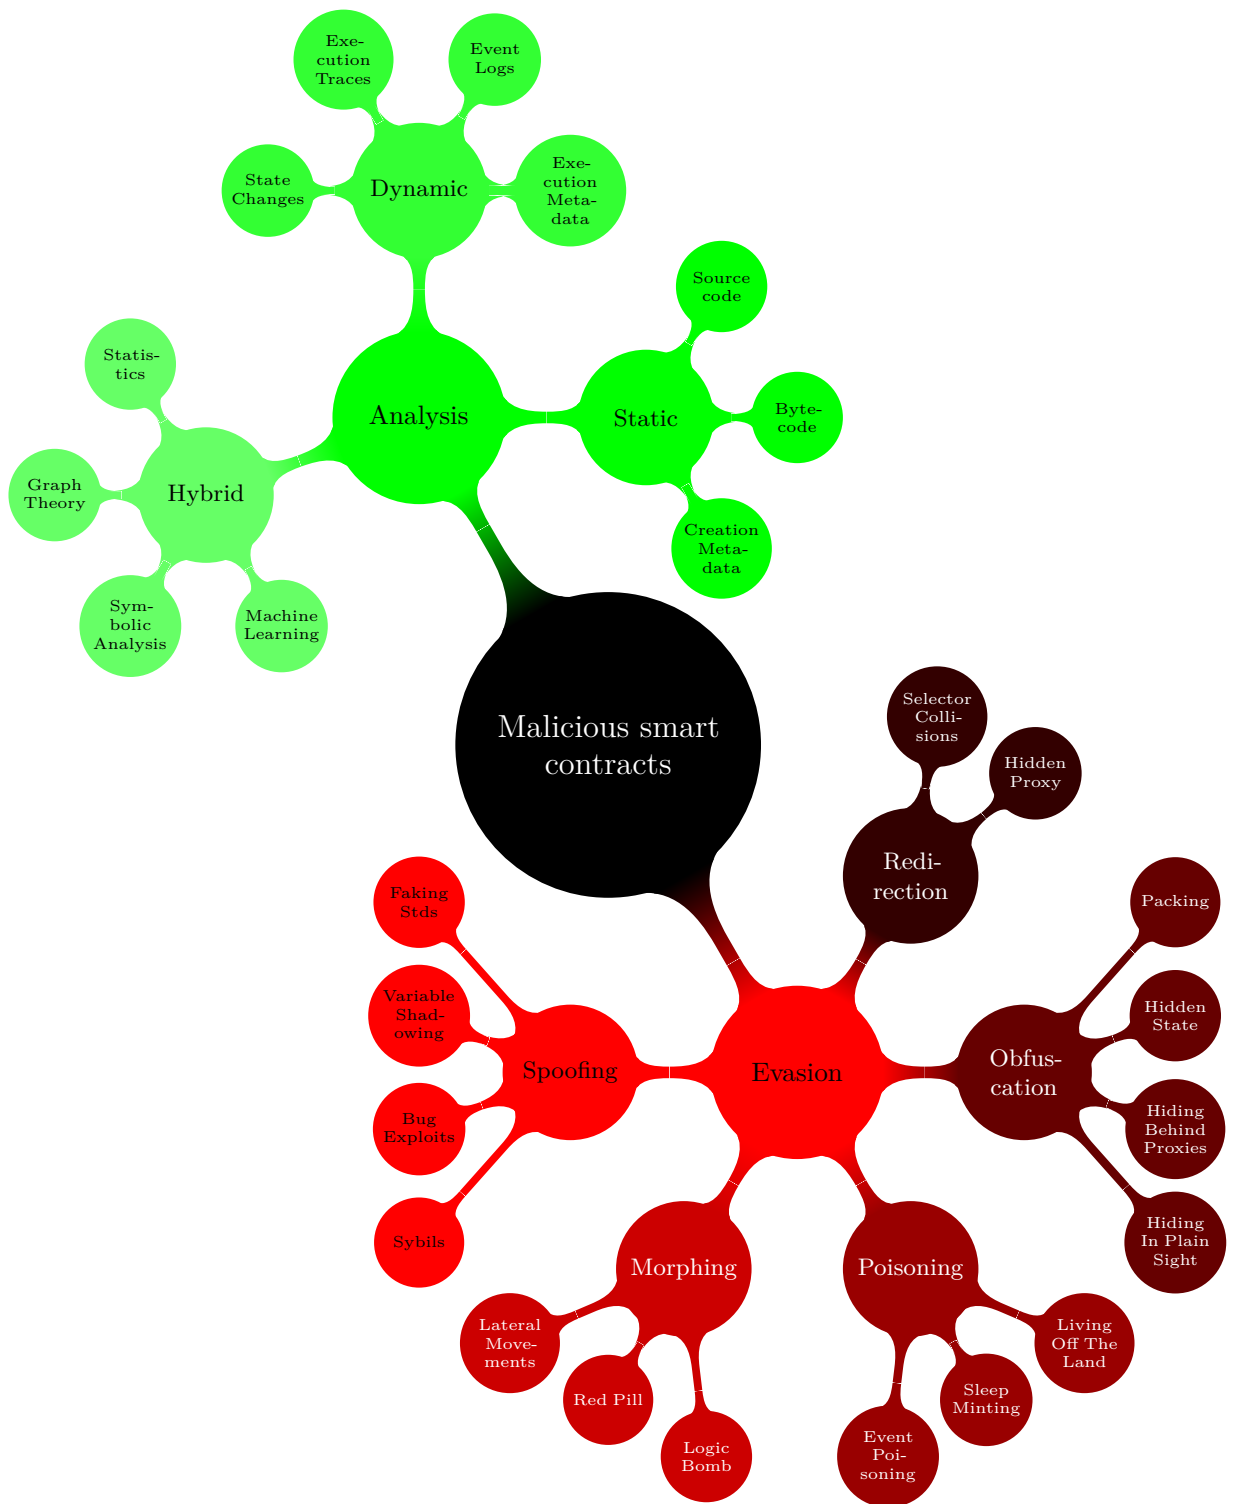 Exe-
cution
Traces
Event
Logs
State
Changes
Dynamic
Exe-
cution
Meta-
data
Source
code
Statis-
tics
Analysis
Static
Byte-
code
Graph
Theory
Hybrid
Creation
Meta-
data
Sym-
bolic
Analysis
Machine
Learning
Malicious smart
contracts
Selector
Colli-
sions
Hidden
Proxy
Redi-
rection
Faking
Stds
Packing
Variable
Shad-
owing
Hidden
State
Spoofing
Evasion
Obfus-
cation
Bug
Exploits
Hiding
Behind
Proxies
Sybils
Hiding
In Plain
Sight
Morphing
Poisoning
Lateral
Move-
ments
Living
Off The
Land
Red Pill
Sleep
Minting
Logic
Bomb
Event
Poi-
soning